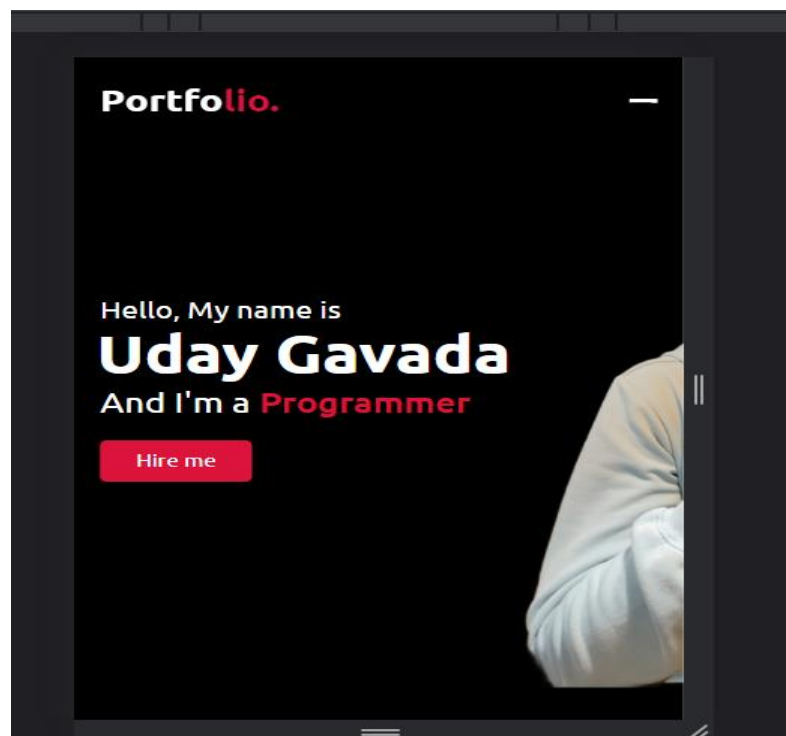 Portfolio.
Hello, My name is
Uday Gavada
And I'm a Programmer
Hire me